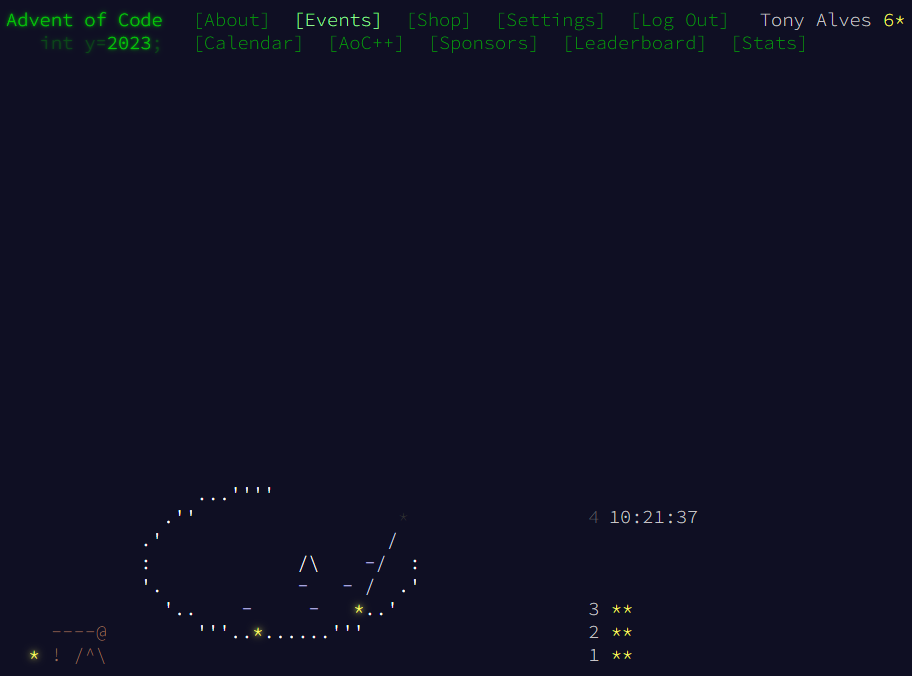 Advent of Code [About] [Events] [Shop] [Settings] [Log Out] Tony Alves 6*
int y=2023; [Calendar] [AoC++] [Sponsors] [Leaderboard] [Stats]
...''''
.'' * 4 10:21:37
.' /
: /\ -/ :
'. - - / .'
'.. - - *..' 3 **
----@ '''..*......''' 2 **
* ! /^\ 1 **